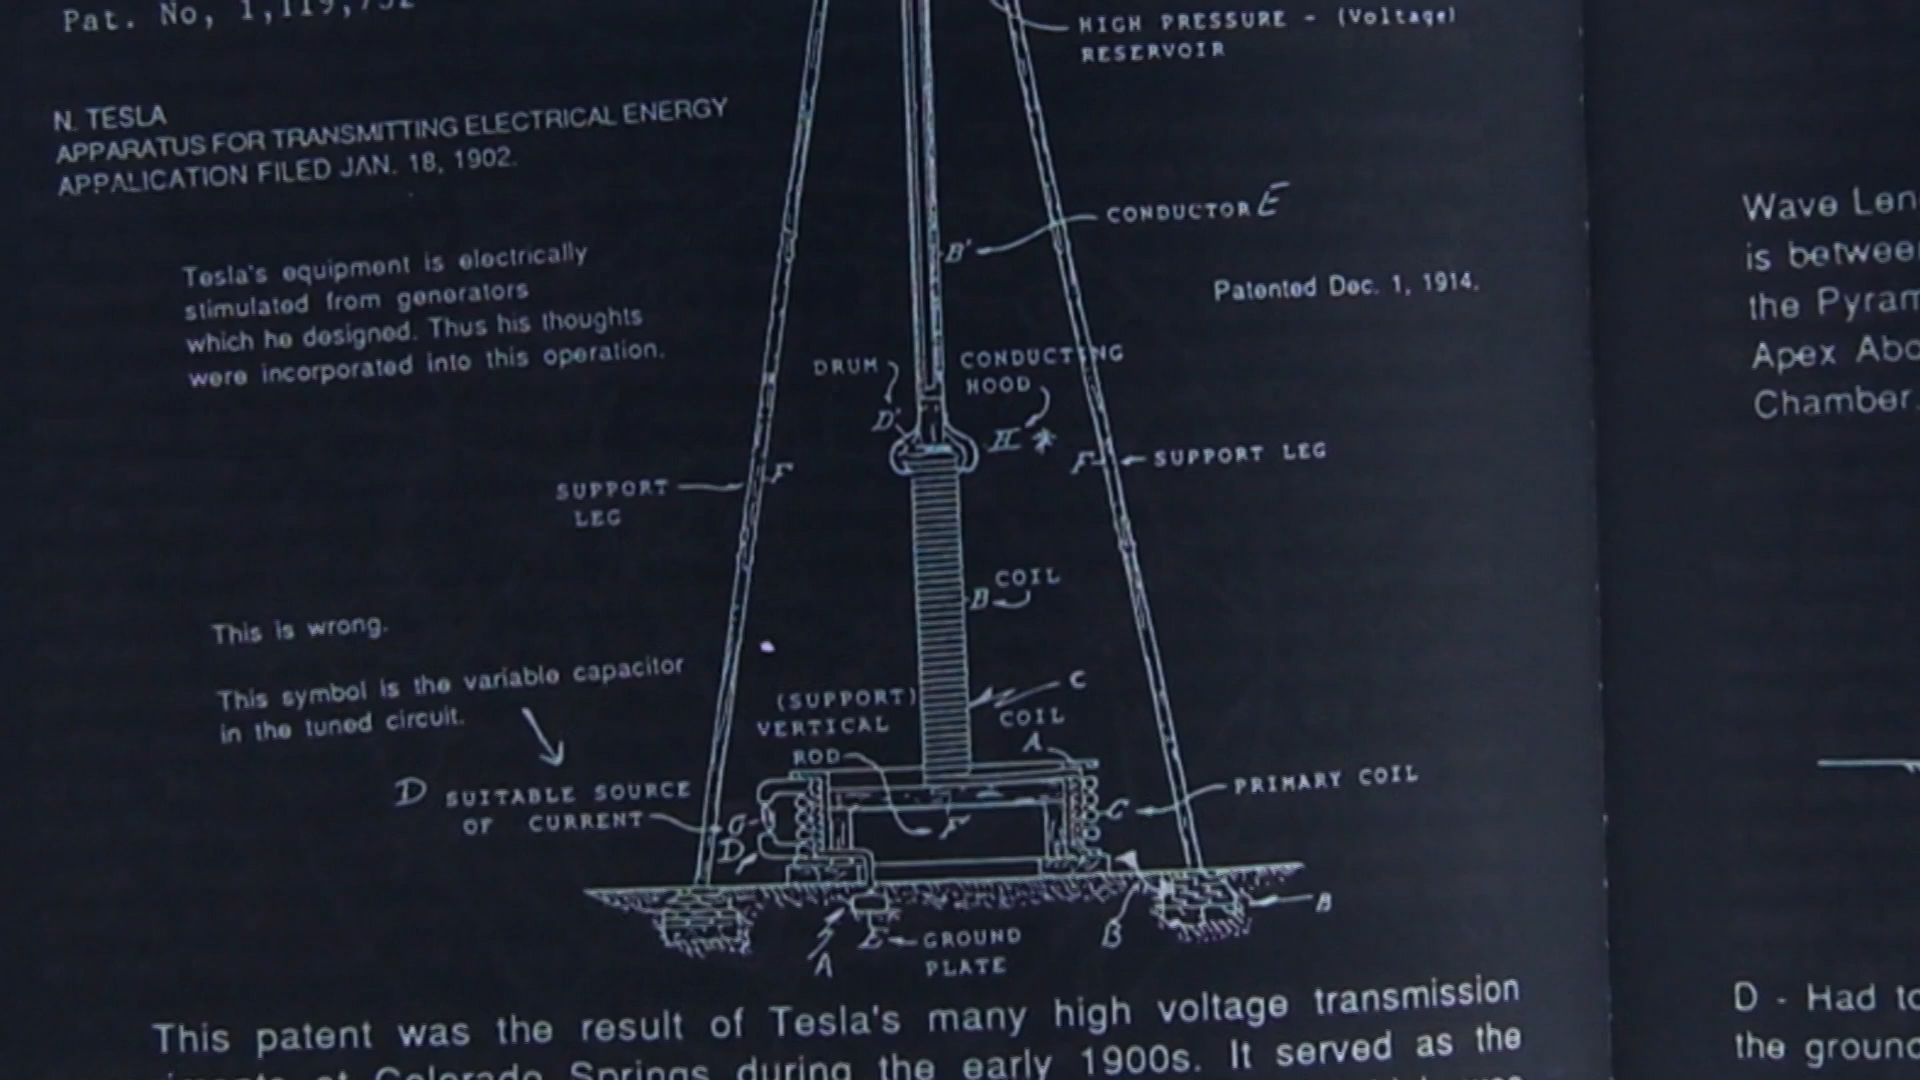 Pat. No, 1,119,732
HIGH PRESSURE - (Voltage)
RESERVOIR
N. TESLA
APPARATUS FOR TRANSMITTING ELECTRICAL ENERGY
APPALICATION FILED JAN. 18, 1902.
CONDUCTOR E
B'
Tesla's equipment is electrically
stimulated from generators
which he designed. Thus his thoughts
were incorporated into this operation.
Patented Dec. 1, 1914.
DRUM
CONDUCTING
HOOD
D'
H *
F
SUPPORT
LEG
F
SUPPORT LEG
COIL
B
This is wrong.
This symbol is the variable capacitor
in the tuned circuit.
(SUPPORT)
VERTICAL
ROD
C
COIL
A
D SUITABLE SOURCE
OF CURRENT
G
D
F'
C
PRIMARY COIL
A
E
GROUND
PLATE
B
B
This patent was the result of Tesla's many high voltage transmission
at Colorado Springs during the early 1900s. It served as the
Wave Len
is between
the Pyram
Apex Abo
Chamber.
D - Had to
the ground